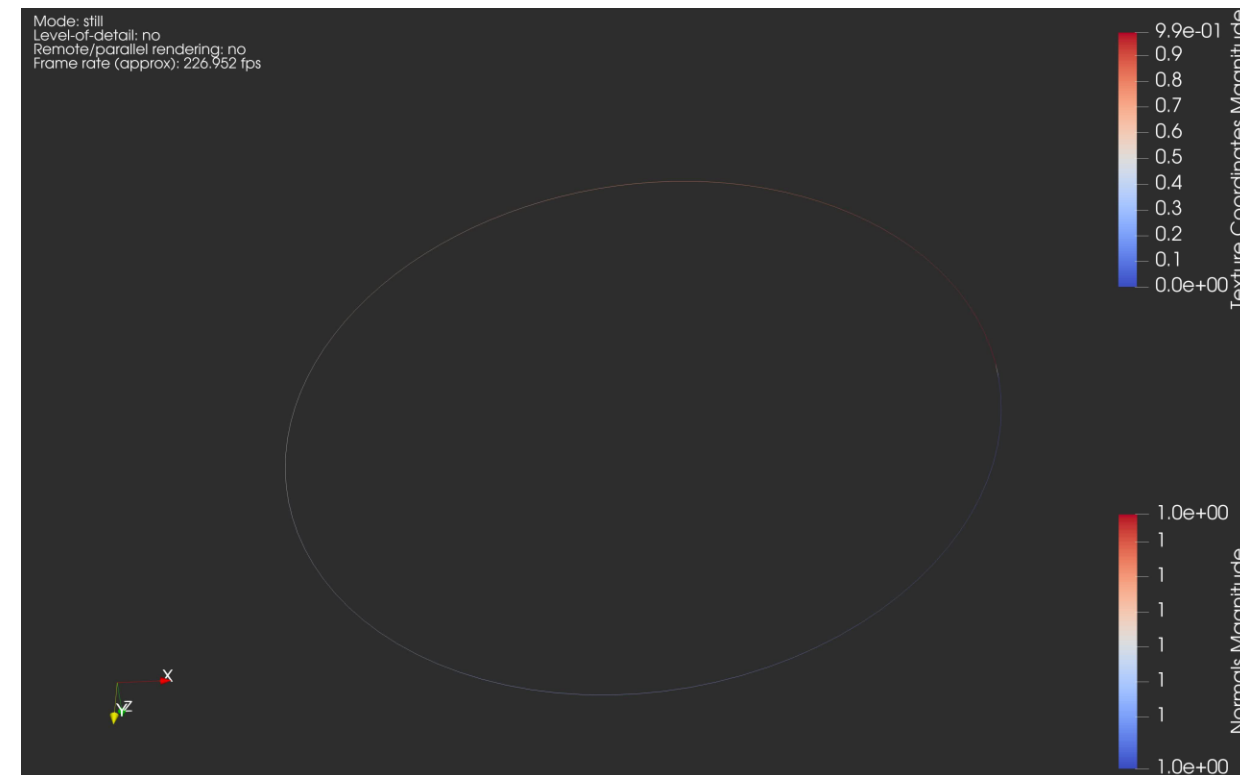 Mode: still
Level-of-detail: no
Remote/parallel rendering: no
Frame rate (approx): 226.952 fps
9.9e-01
0.9
0.8
0.7
0.6
0.5
0.4
0.3
0.2
0.1
0.0e+00
Texture Coordinates Magnitude
1.0e+00
1
1
1
1
1
1
1.0e+00
Normals Magnitude
X
Y
Z